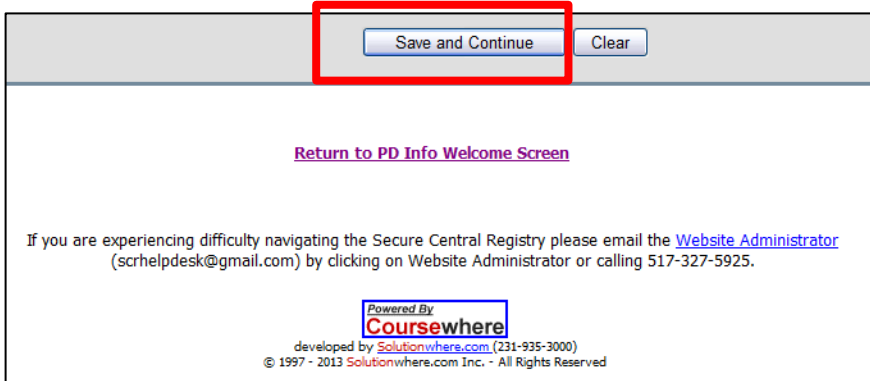 Save and Continue Clear
Return to PD Info Welcome Screen
If you are experiencing difficulty navigating the Secure Central Registry please email the Website Administrator
(scrhelpdesk@gmail.com) by clicking on Website Administrator or calling 517-327-5925.
Powered By
Coursewhere
developed by Solutionwhere.com (231-935-3000)
© 1997 - 2013 Solutionwhere.com Inc. - All Rights Reserved